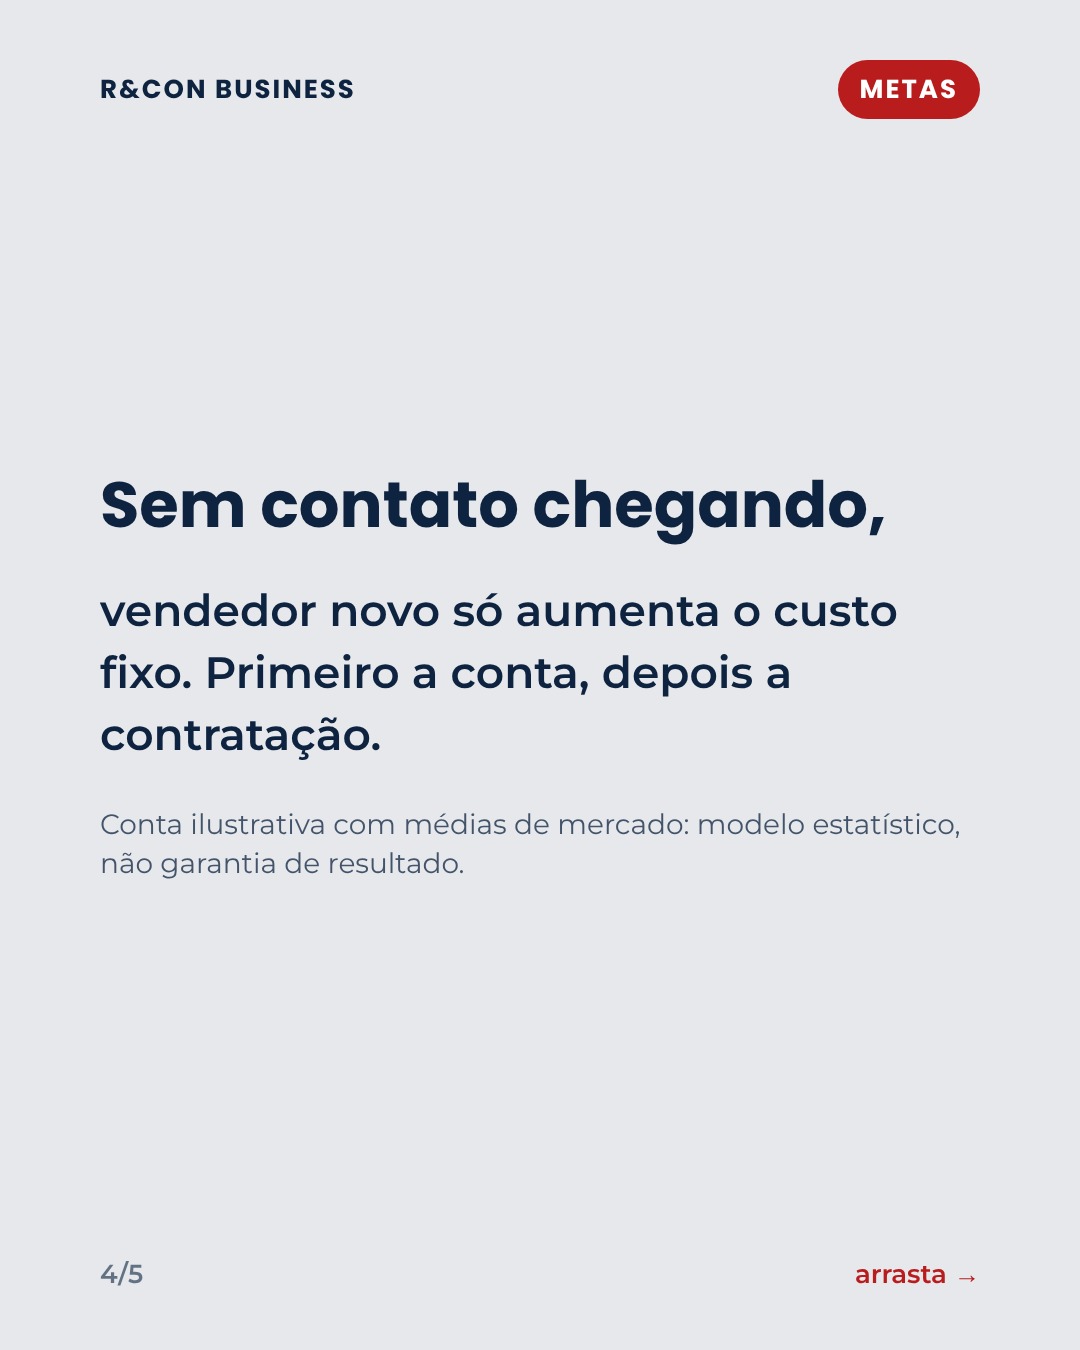 R&CON BUSINESS
METAS
Sem contato chegando,
vendedor novo só aumenta o custo
fixo. Primeiro a conta, depois a
contratação.
Conta ilustrativa com médias de mercado: modelo estatístico,
não garantia de resultado.
4/5
arrasta →